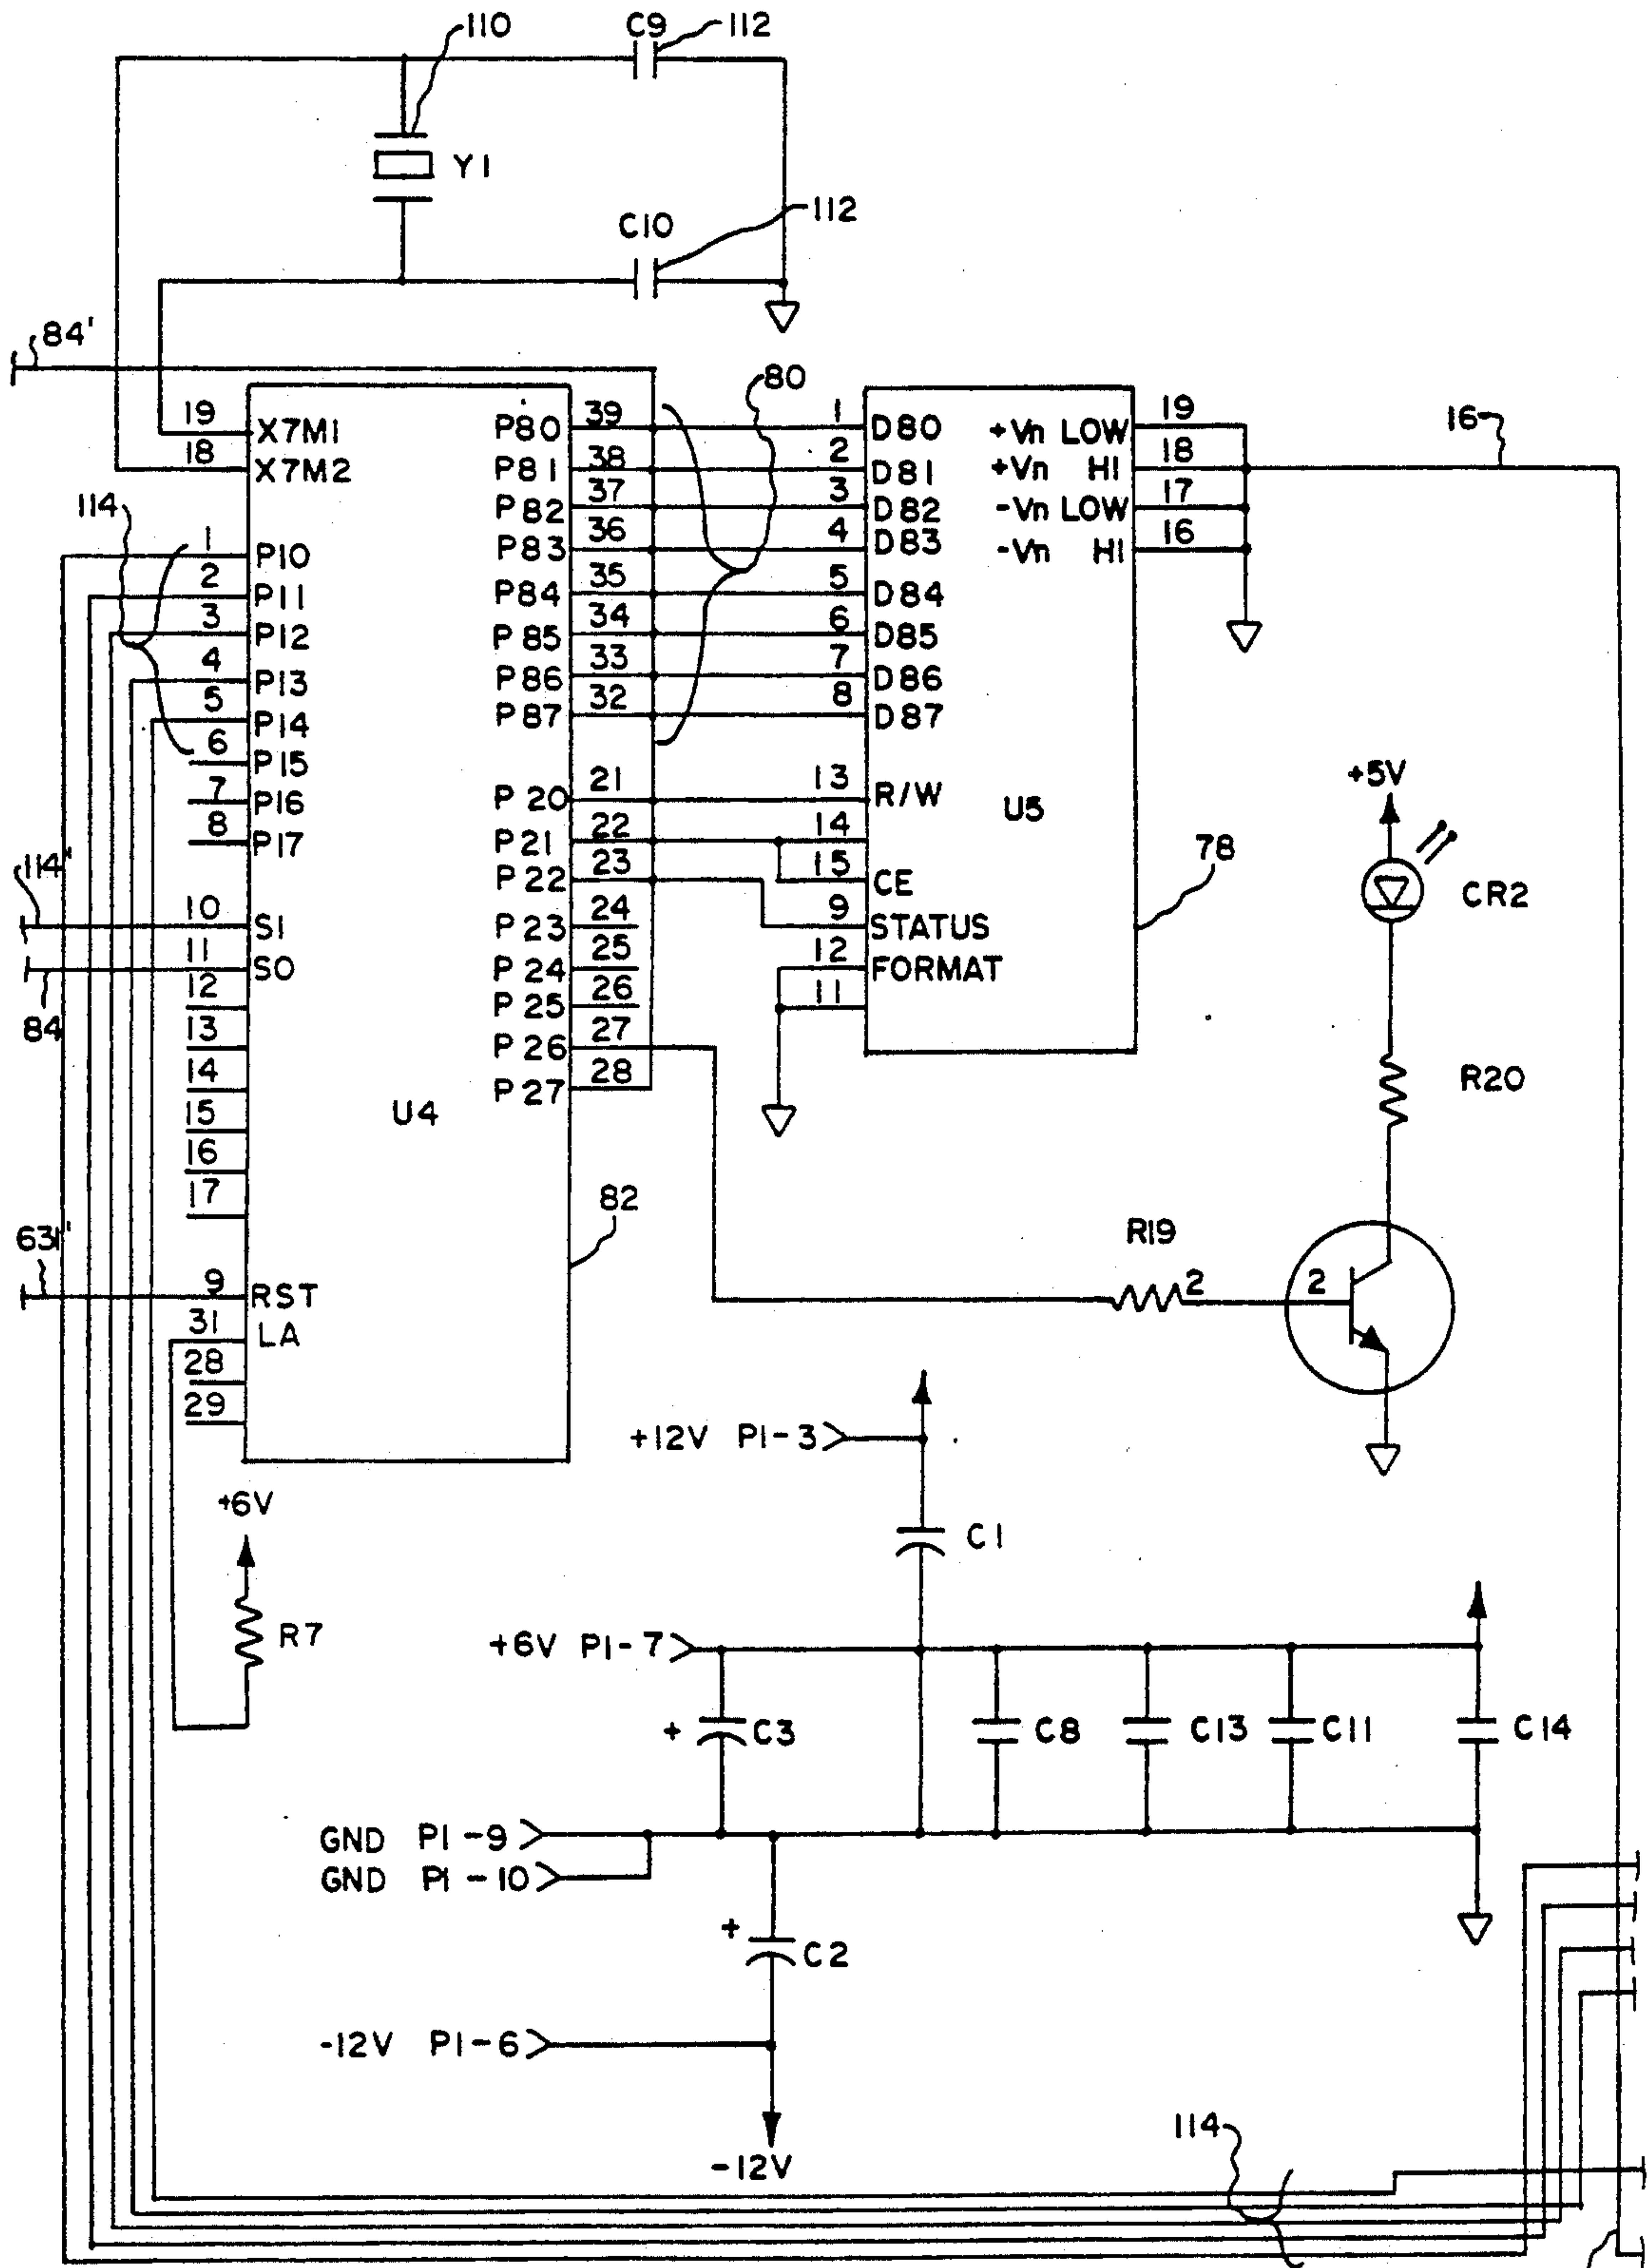 110
C9
112
Y1
C10
112
84'
80
19 X7M1
18 X7M2
114
1 P10
2 P11
3 P12
4 P13
5 P14
6 P15
7 P16
8 P17
114'
10 S1
11 S0
84
12
13
14
15
16
17
63'
9 RST
31 LA
28
29
P80 39
P81 38
P82 37
P83 36
P84 35
P85 34
P86 33
P87 32
P20 21
P21 22
P22 23
P23 24
P24 25
P25 26
P26 27
P27 28
U4
82
1 D80
2 D81
3 D82
4 D83
5 D84
6 D85
7 D86
8 D87
13 R/W
14
15 CE
9 STATUS
12 FORMAT
11
+Vn LOW 19
+Vn HI 18
-Vn LOW 17
-Vn HI 16
U5
78
16
+5V
CR2
R20
R19
2
2
+12V P1-3
C1
+6V
R7
+6V P1-7
+ C3
C8
C13
C11
C14
GND P1-9
GND P1-10
+
C2
-12V P1-6
-12V
114